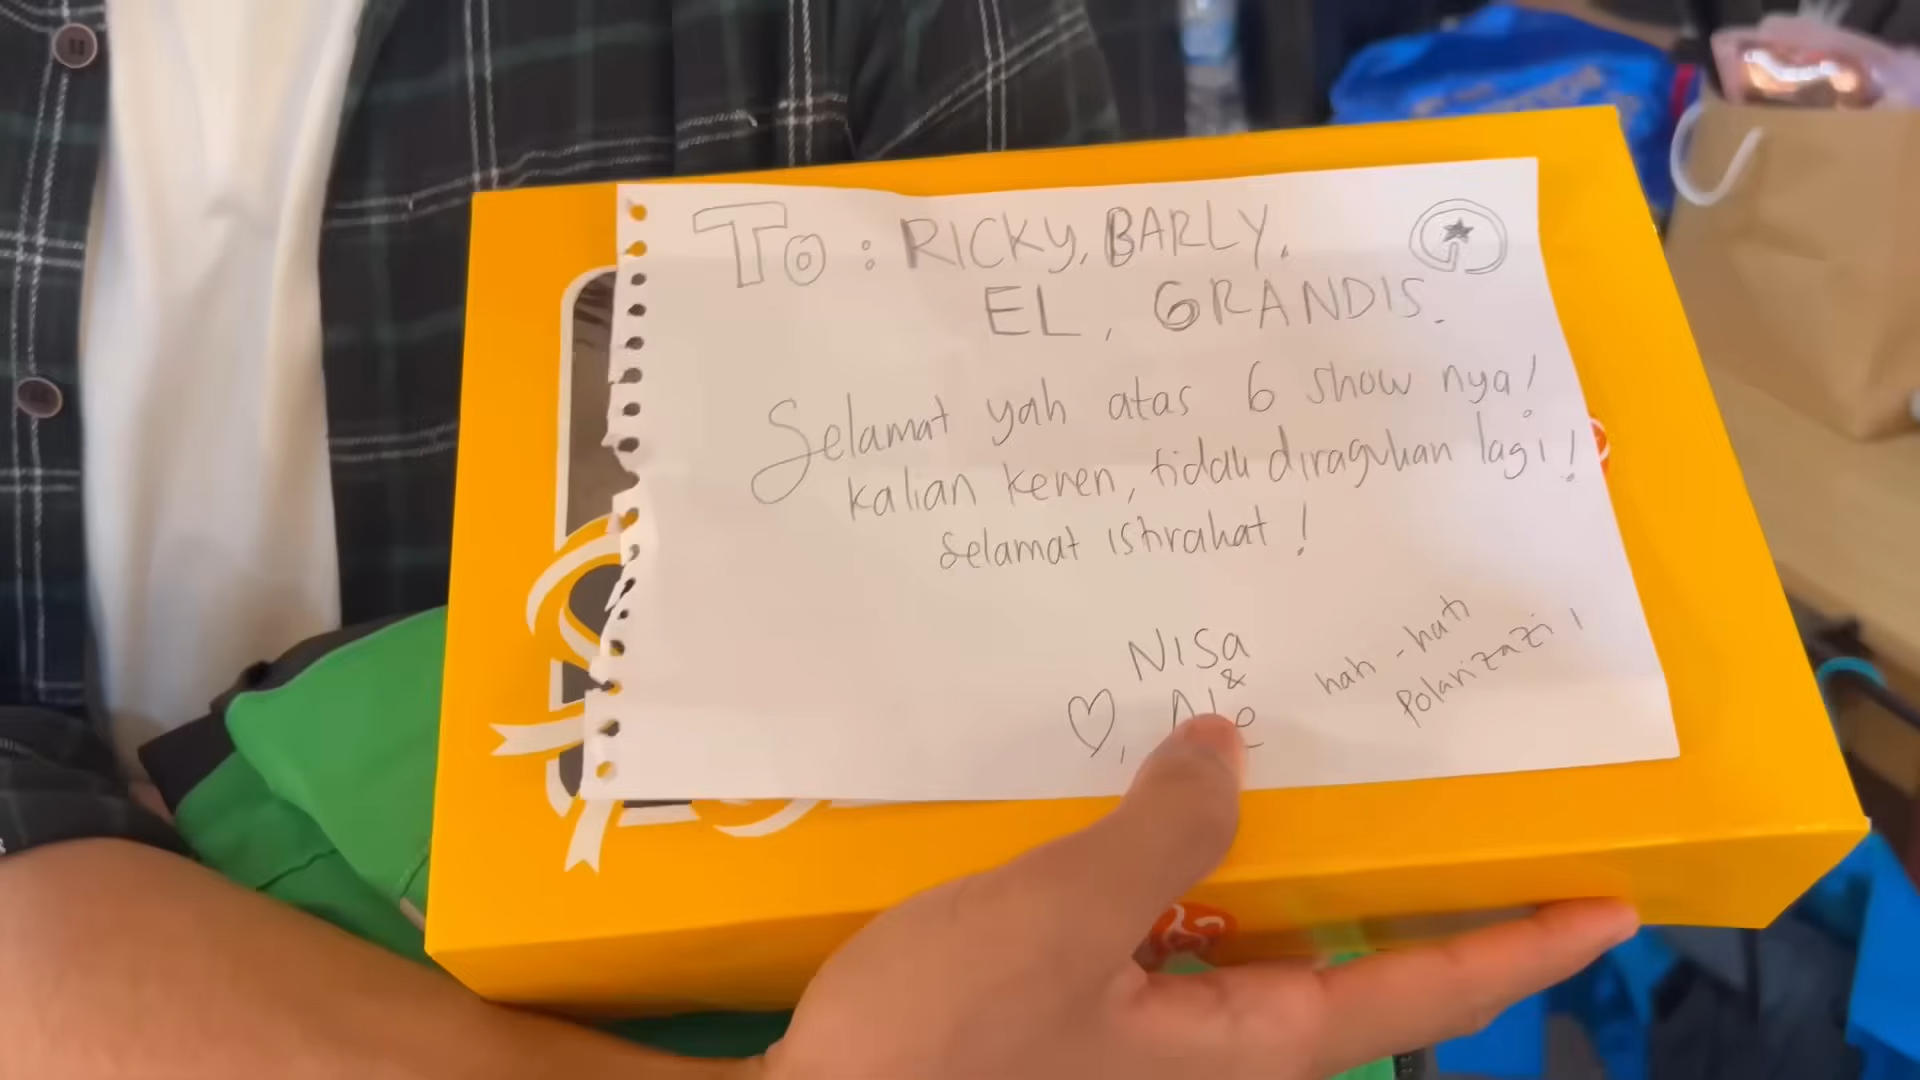 To : RICKY, BARLY,
EL, GRANDIS.
Selamat yah atas 6 show nya!
kalian keren, tidak diragukan lagi!
selamat istirahat!
NISa
&
hati-hati
Polarizazi!